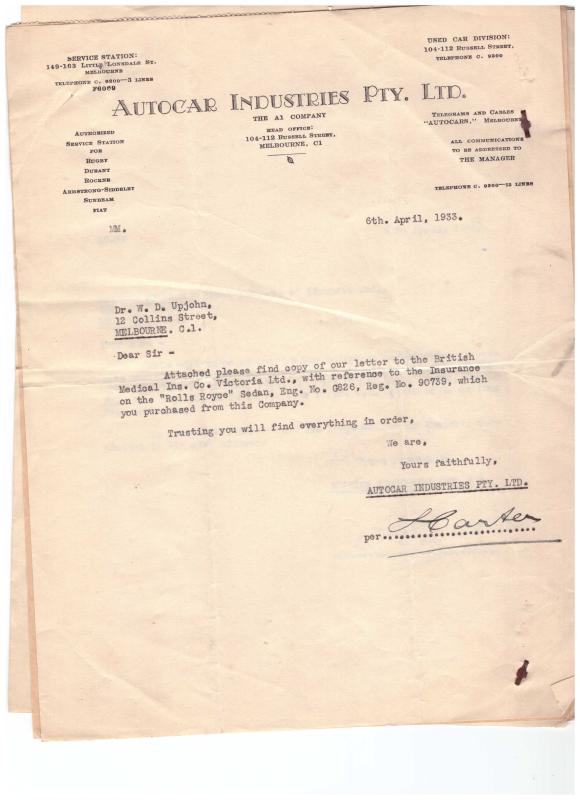 SERVICE STATION:
149-163 LITTLE LONSDALE ST.
MELBOURNE
TELEPHONE C. 9200—3 LINES
F6069
USED CAR DIVISION:
104-112 RUSSELL STREET,
TELEPHONE C. 9200
AUTOCAR INDUSTRIES PTY. LTD.
THE A1 COMPANY
HEAD OFFICE:
104-112 RUSSELL STREET,
MELBOURNE, C1
AUTHORIZED
SERVICE STATION
FOR
RUGBY
DURANT
ROCKNE
ARMSTRONG-SIDDELEY
SUNBEAM
FIAT
TELEGRAMS AND CABLES
"AUTOCARS," MELBOURNE
ALL COMMUNICATIONS
TO BE ADDRESSED TO
THE MANAGER
TELEPHONE C. 9200—12 LINES
MM.
6th. April, 1933.
Dr. W. D. Upjohn,
12 Collins Street,
MELBOURNE. C.1.
Dear Sir -
Attached please find copy of our letter to the British
Medical Ins. Co. Victoria Ltd., with reference to the Insurance
on the "Rolls Royce" Sedan, Eng. No. C826, Reg. No. 90739, which
you purchased from this Company.
Trusting you will find everything in order,
We are,
Yours faithfully,
AUTOCAR INDUSTRIES PTY. LTD.
per. Carter